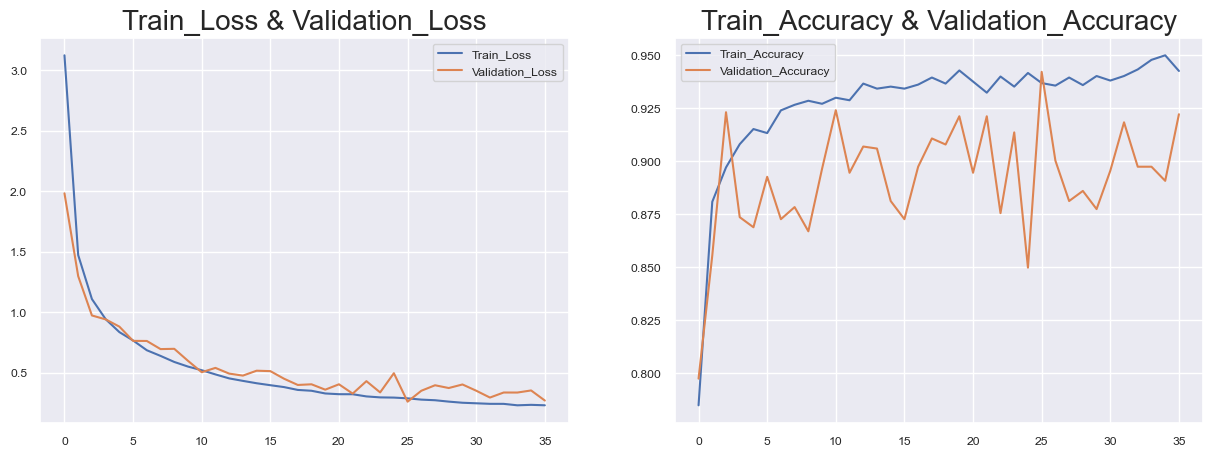 Train_Loss & Validation_Loss
Train_Loss
Validation_Loss
3.0
2.5
2.0
1.5
1.0
0.5
0 5 10 15 20 25 30 35
Train_Accuracy & Validation_Accuracy
Train_Accuracy
Validation_Accuracy
0.950
0.925
0.900
0.875
0.850
0.825
0.800
0 5 10 15 20 25 30 35